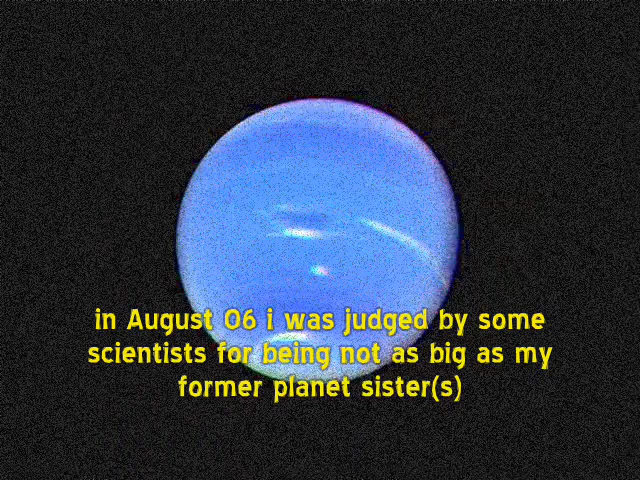 in August 06 i was judged by some
scientists for being not as big as my
former planet sister(s)